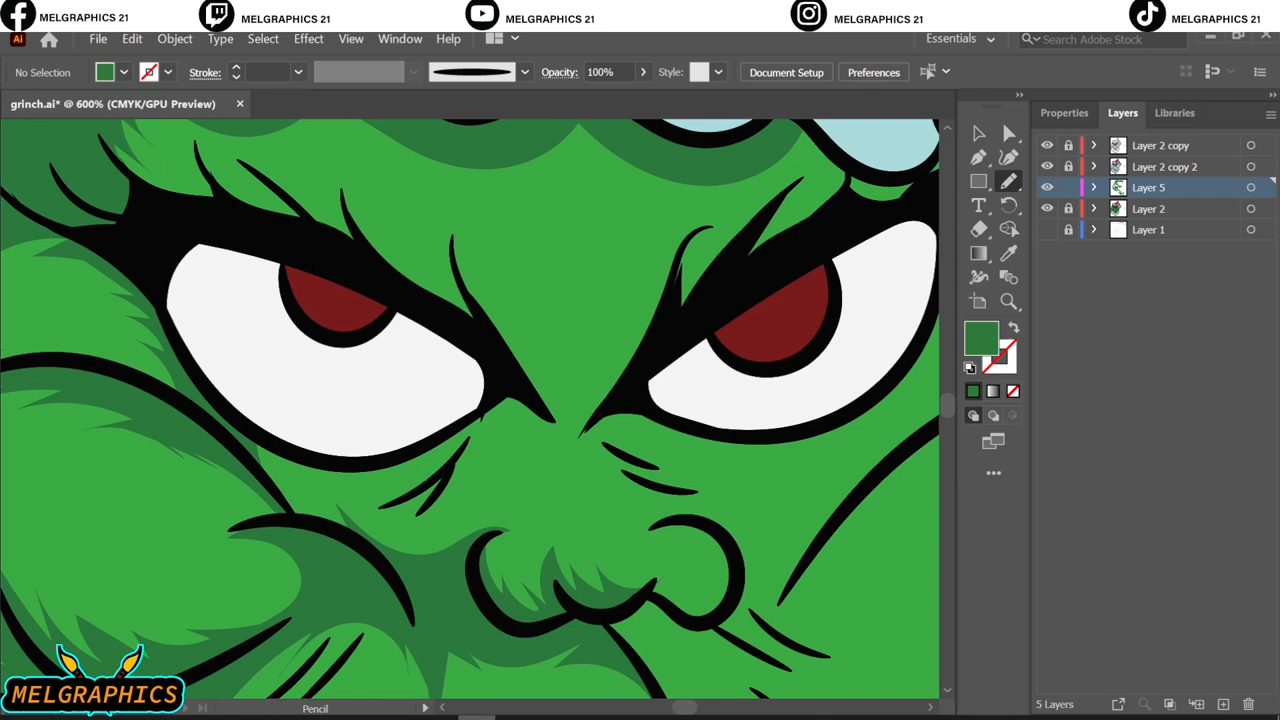 MELGRAPHICS 21 MELGRAPHICS 21 MELGRAPHICS 21 MELGRAPHICS 21 MELGRAPHICS 21
Ai File Edit Object Type Select Effect View Window Help Essentials Search Adobe Stock
No Selection Stroke: Opacity: 100% Style: Document Setup Preferences
grinch.ai* @ 600% (CMYK/GPU Preview)
Properties Layers Libraries
Layer 2 copy
Layer 2 copy 2
Layer 5
Layer 2
Layer 1
MELGRAPHICS
Pencil
5 Layers